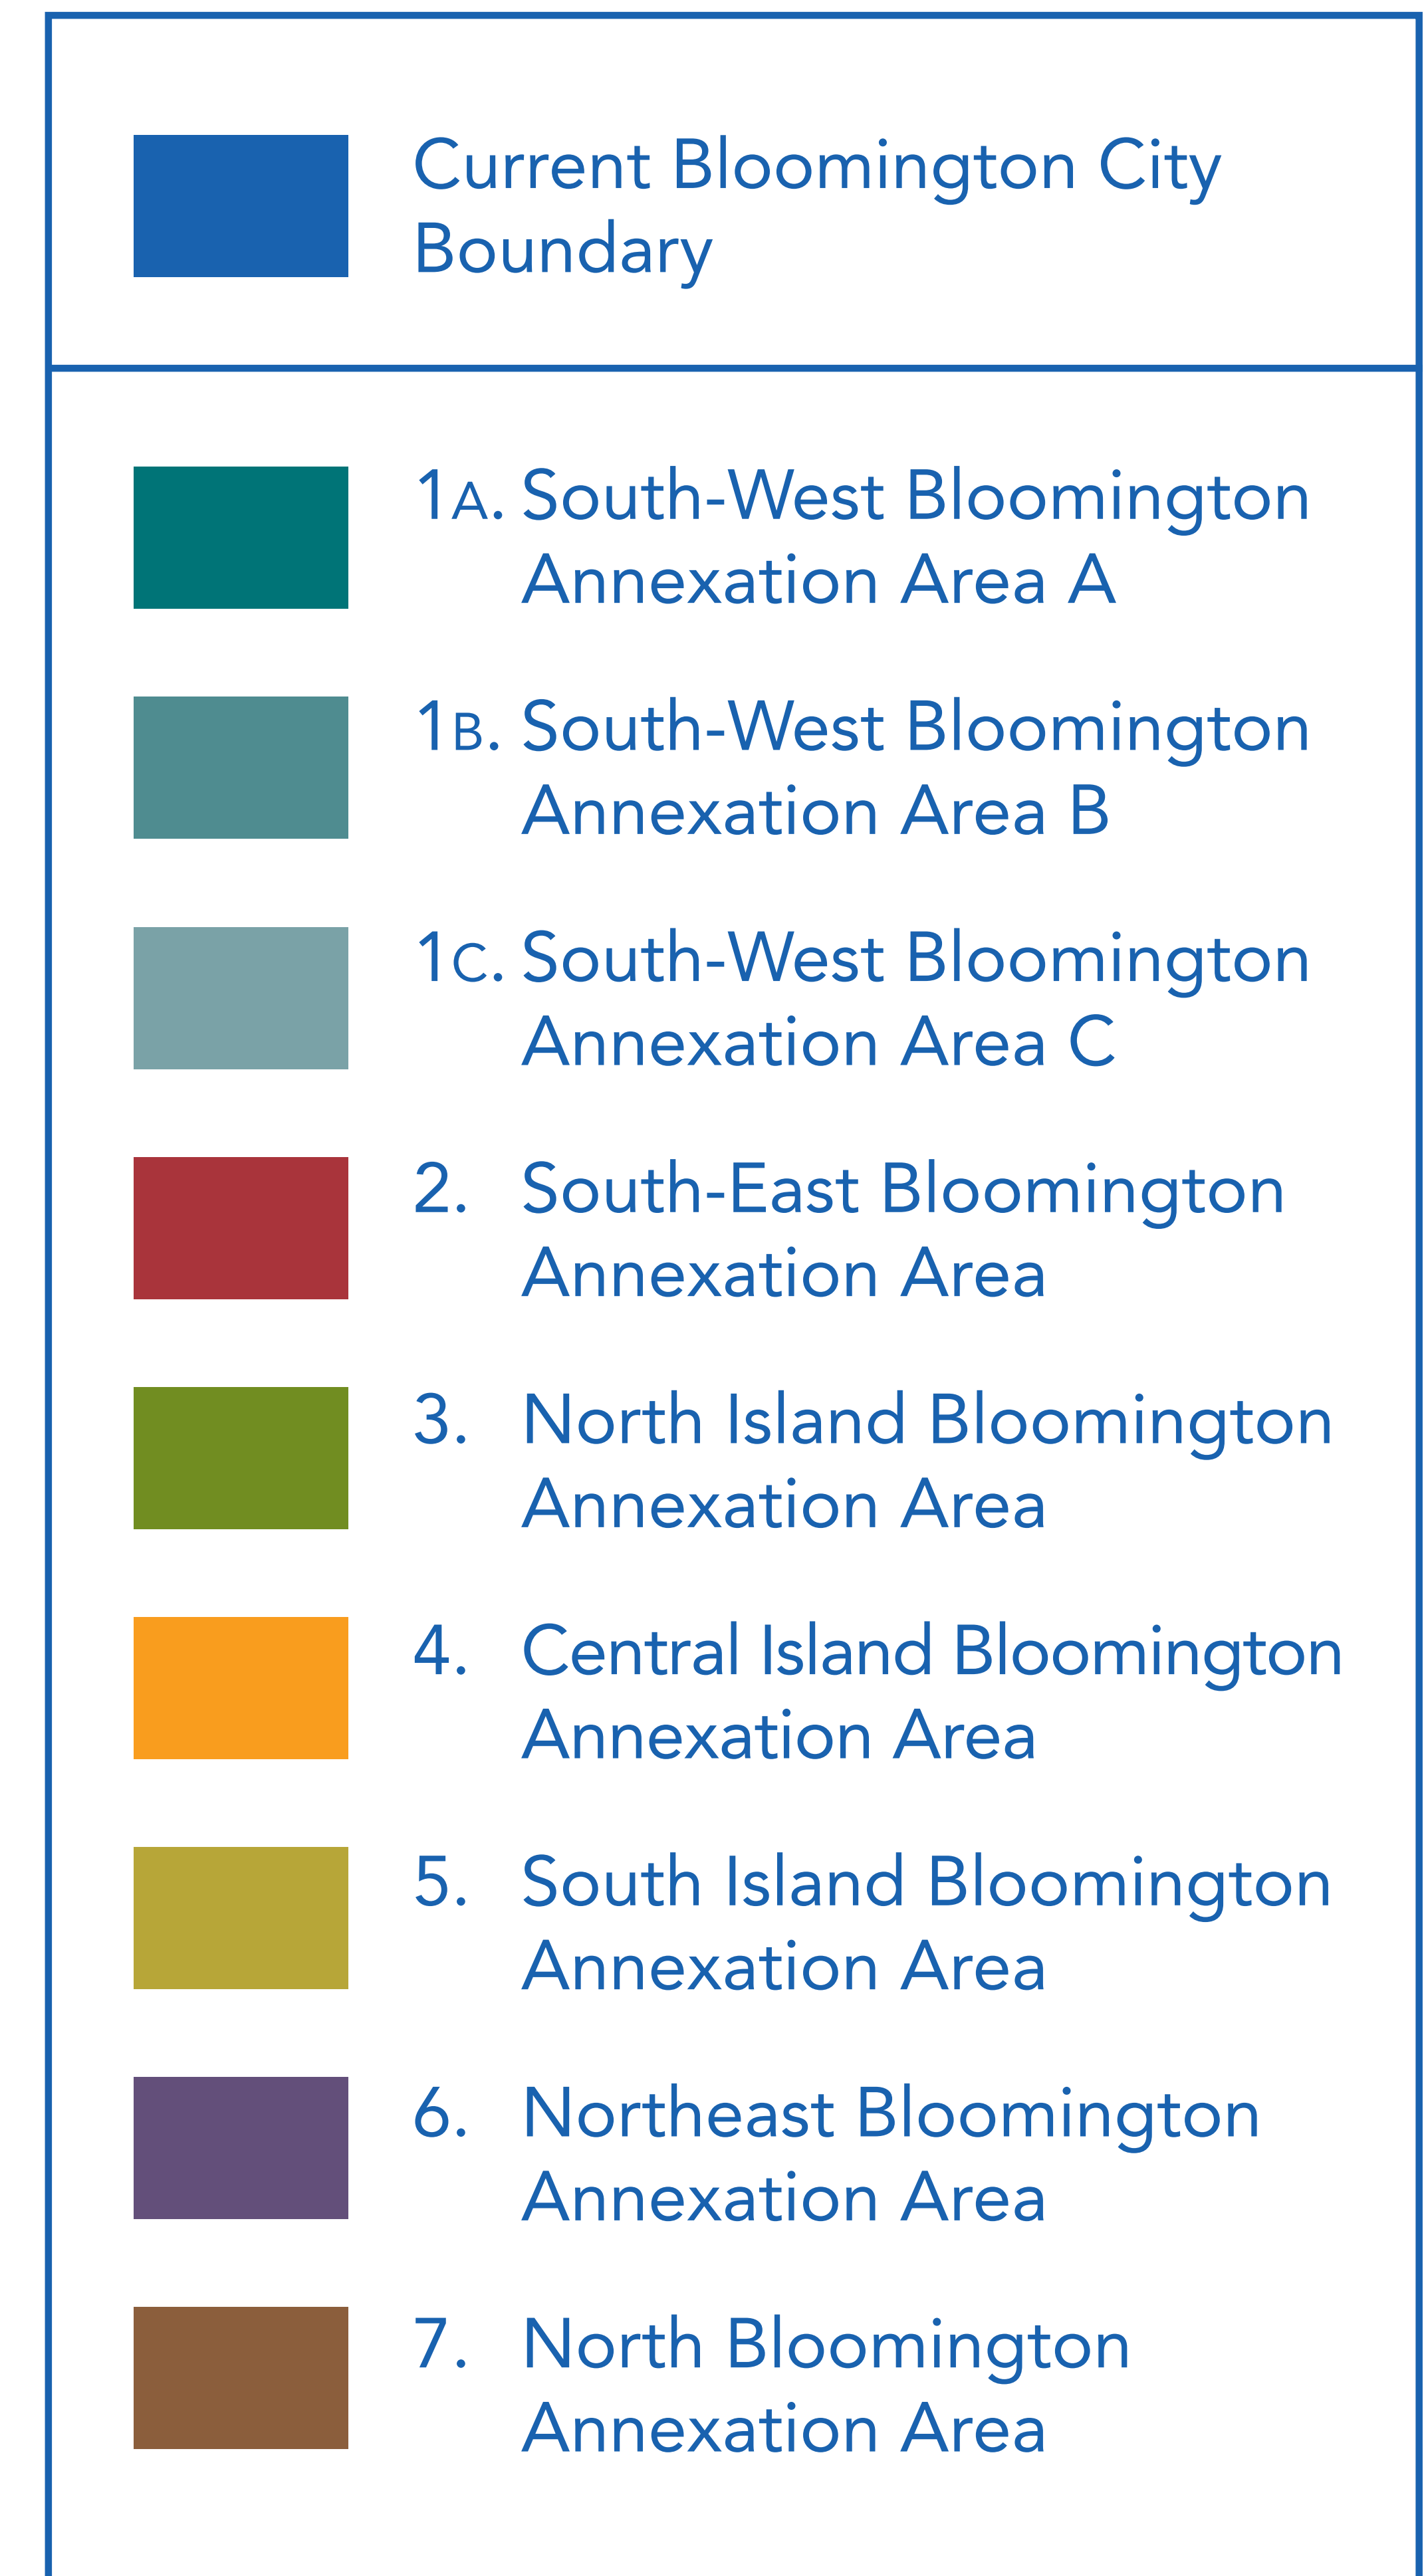 Current Bloomington City
Boundary
1A. South-West Bloomington
Annexation Area A
1B. South-West Bloomington
Annexation Area B
1C. South-West Bloomington
Annexation Area C
2. South-East Bloomington
Annexation Area
3. North Island Bloomington
Annexation Area
4. Central Island Bloomington
Annexation Area
5. South Island Bloomington
Annexation Area
6. Northeast Bloomington
Annexation Area
7. North Bloomington
Annexation Area